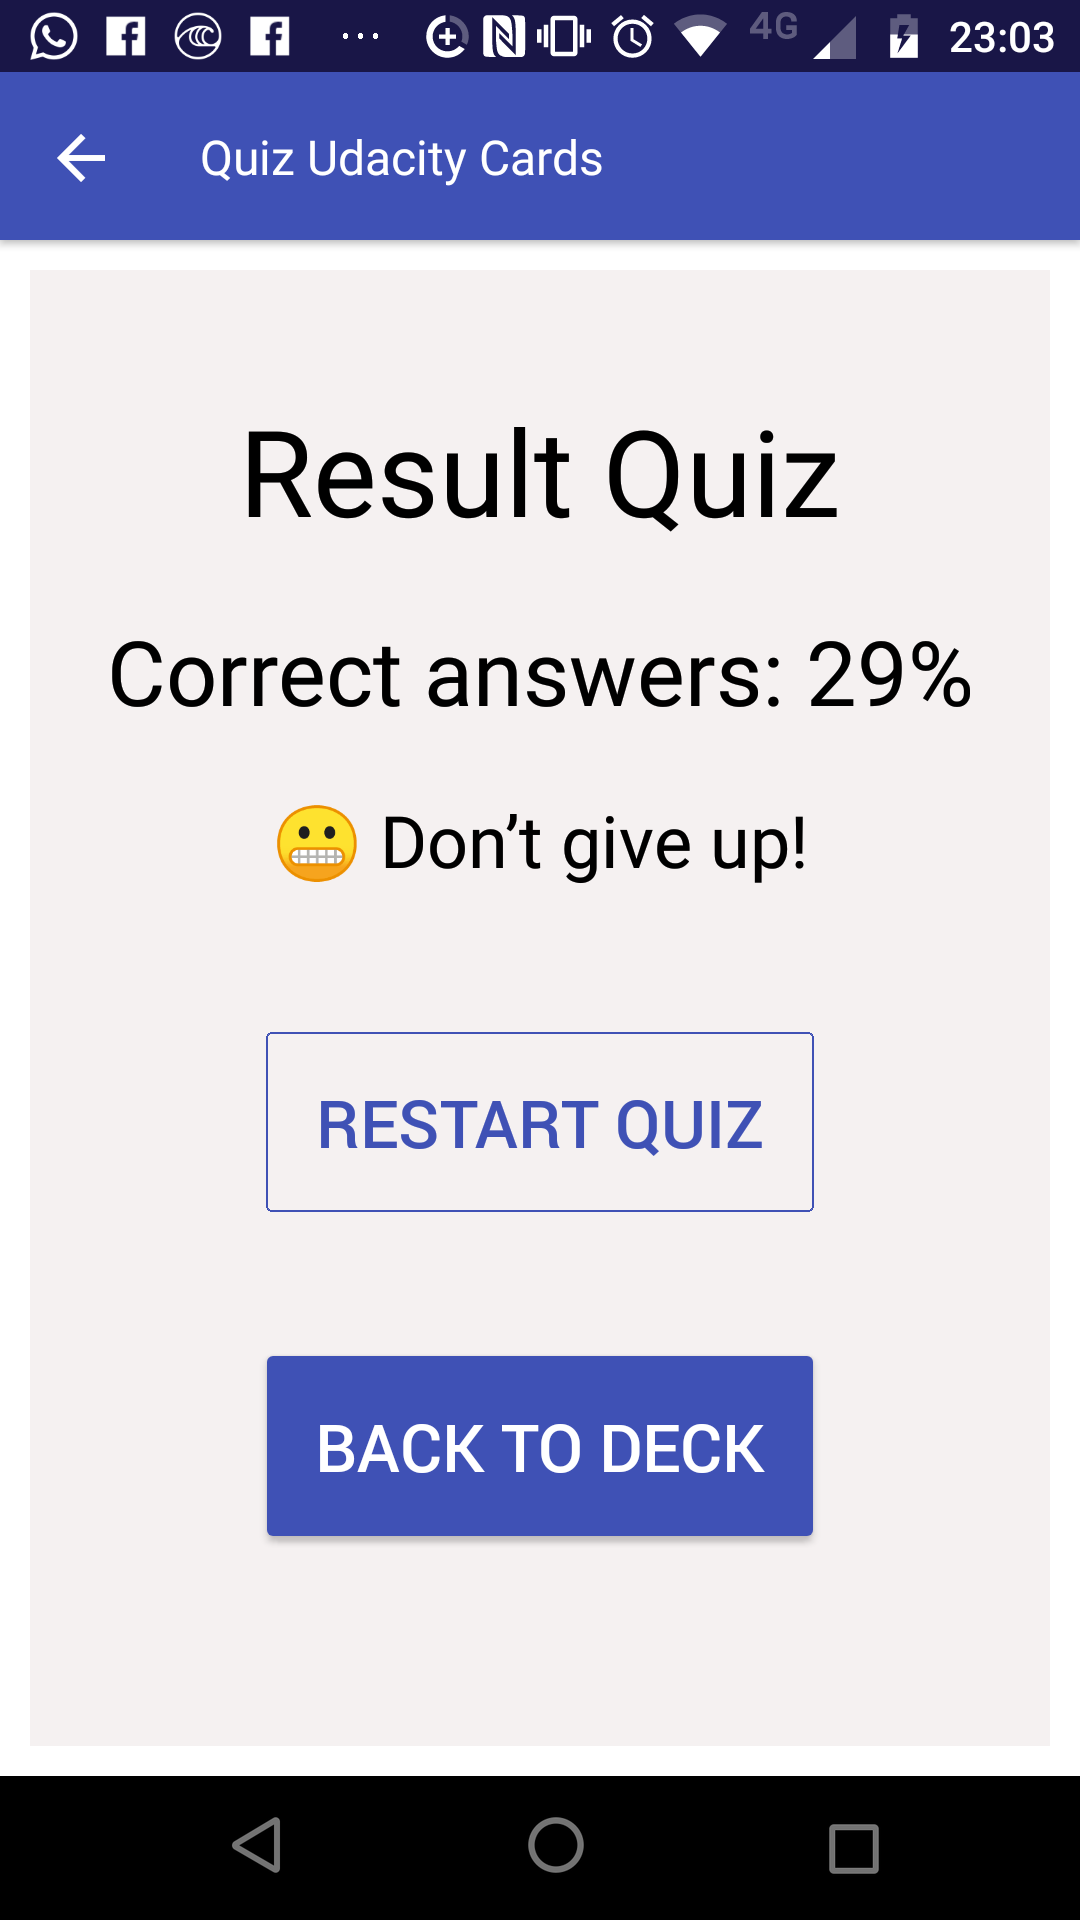 4G 23:03
Quiz Udacity Cards
Result Quiz
Correct answers: 29%
😬 Don’t give up!
RESTART QUIZ
BACK TO DECK